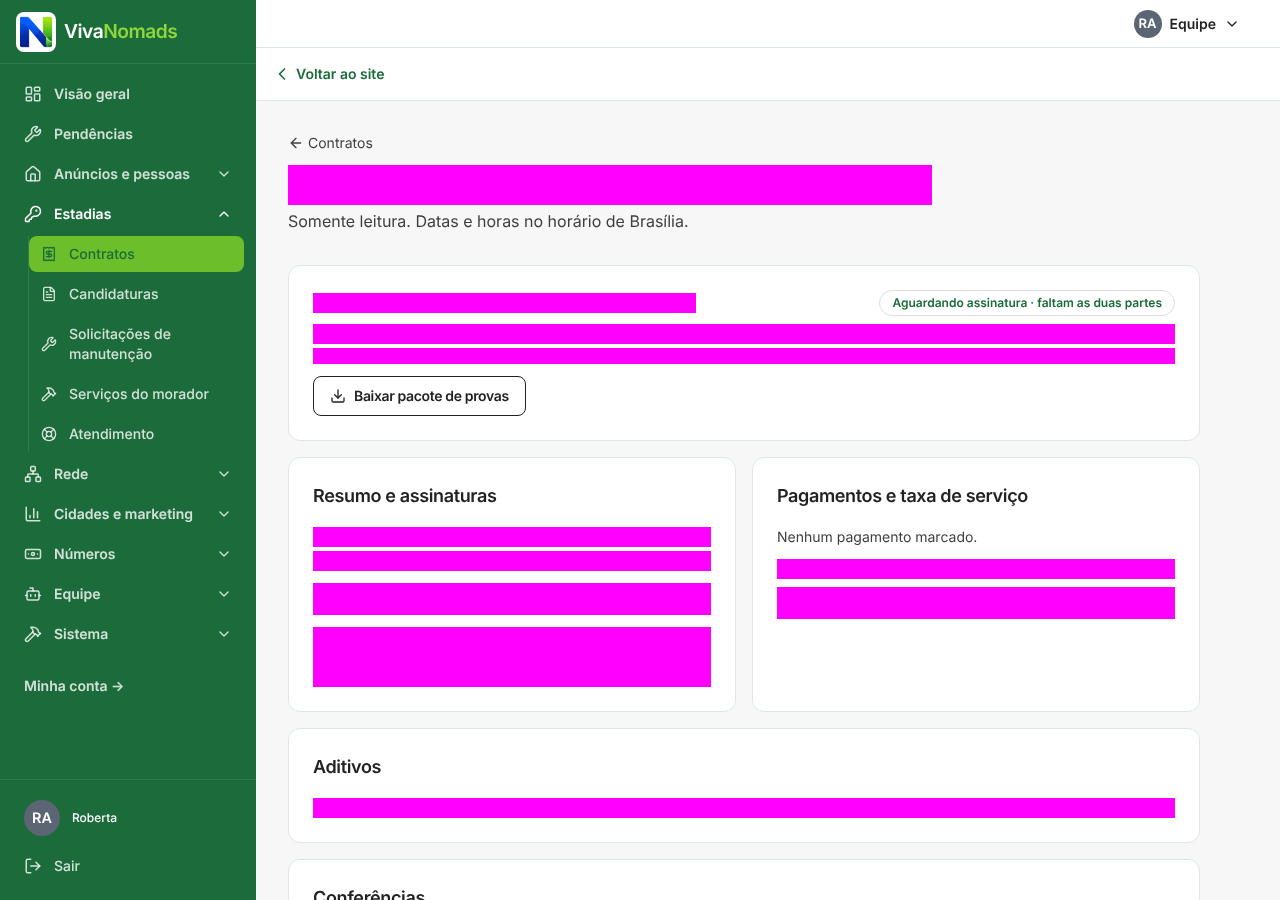 VivaNomads
RA Equipe
Voltar ao site
Visão geral
Pendências
Anúncios e pessoas
Estadias
Contratos
Candidaturas
Solicitações de
manutenção
Serviços do morador
Atendimento
Rede
Cidades e marketing
Números
Equipe
Sistema
Minha conta →
RA Roberta
Sair
← Contratos
Somente leitura. Datas e horas no horário de Brasília.
Aguardando assinatura · faltam as duas partes
Baixar pacote de provas
Resumo e assinaturas
Pagamentos e taxa de serviço
Nenhum pagamento marcado.
Aditivos
Conferências